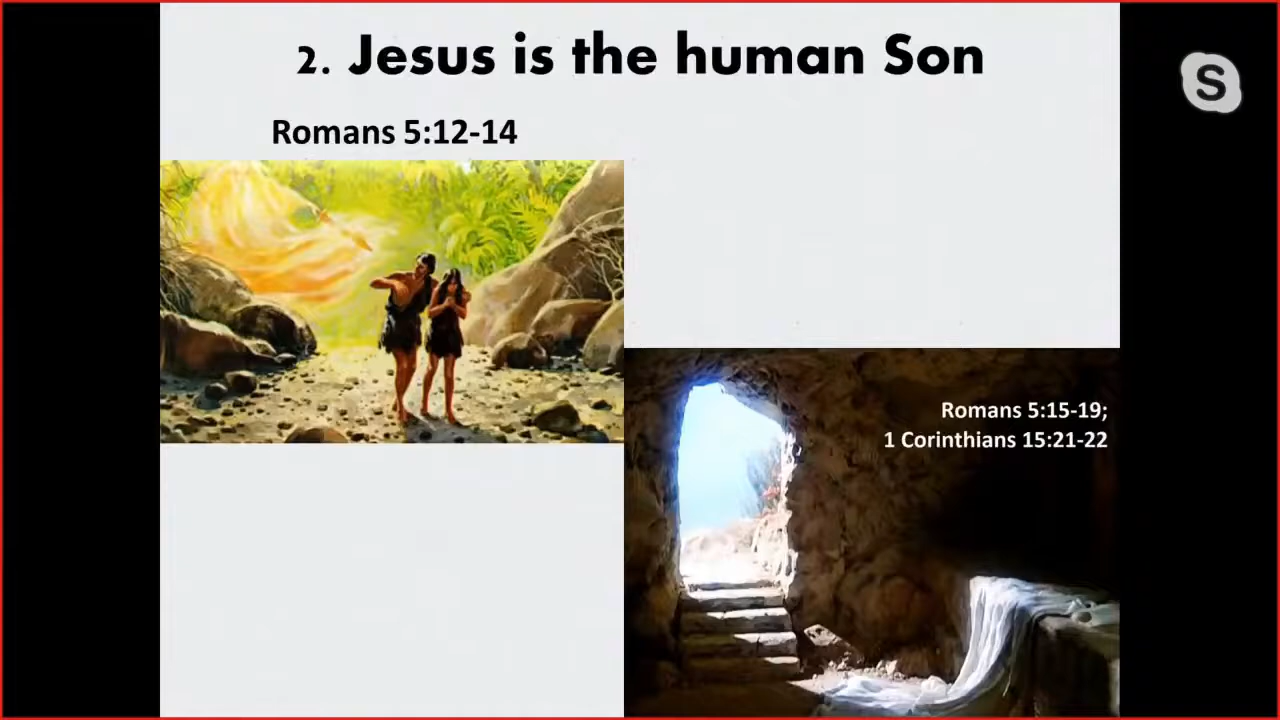 2. Jesus is the human Son
Romans 5:12-14
Romans 5:15-19;
1 Corinthians 15:21-22
S